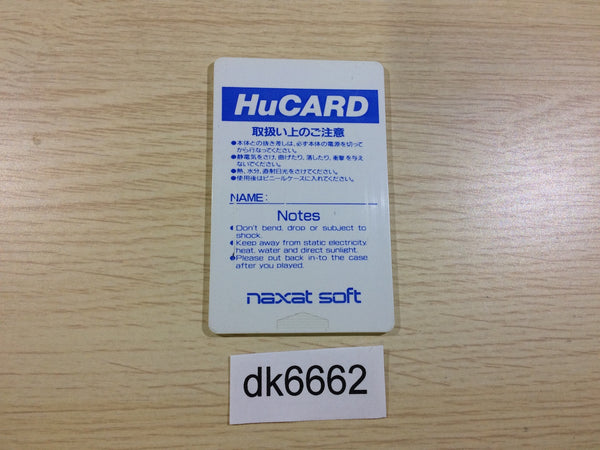 HuCARD
取扱い上のご注意
●本体との抜き差しは、必ず本体の電源を切って
から行なってください。
●静電気をさけ、曲げたり、濡したり、衝撃を与え
ないでください。
●熱、水分、直射日光をさけてください。
●使用後はビニールケースに入れてください。
NAME:
Notes
●Don't bend, drop or subject to
shock.
●Keep away from static electricity,
heat, water and direct sunlight.
●Please put back in-to the case
after you played.
naxat soft
dk6662